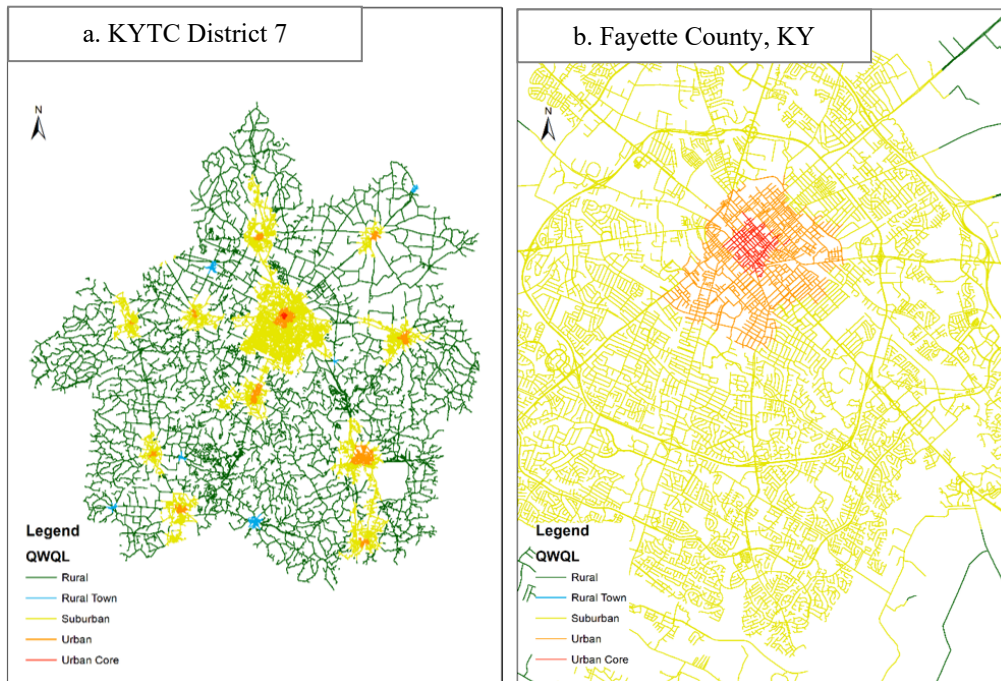 a. KYTC District 7
N
Legend
QWQL
Rural
Rural Town
Suburban
Urban
Urban Core
b. Fayette County, KY
N
Legend
QWQL
Rural
Rural Town
Suburban
Urban
Urban Core